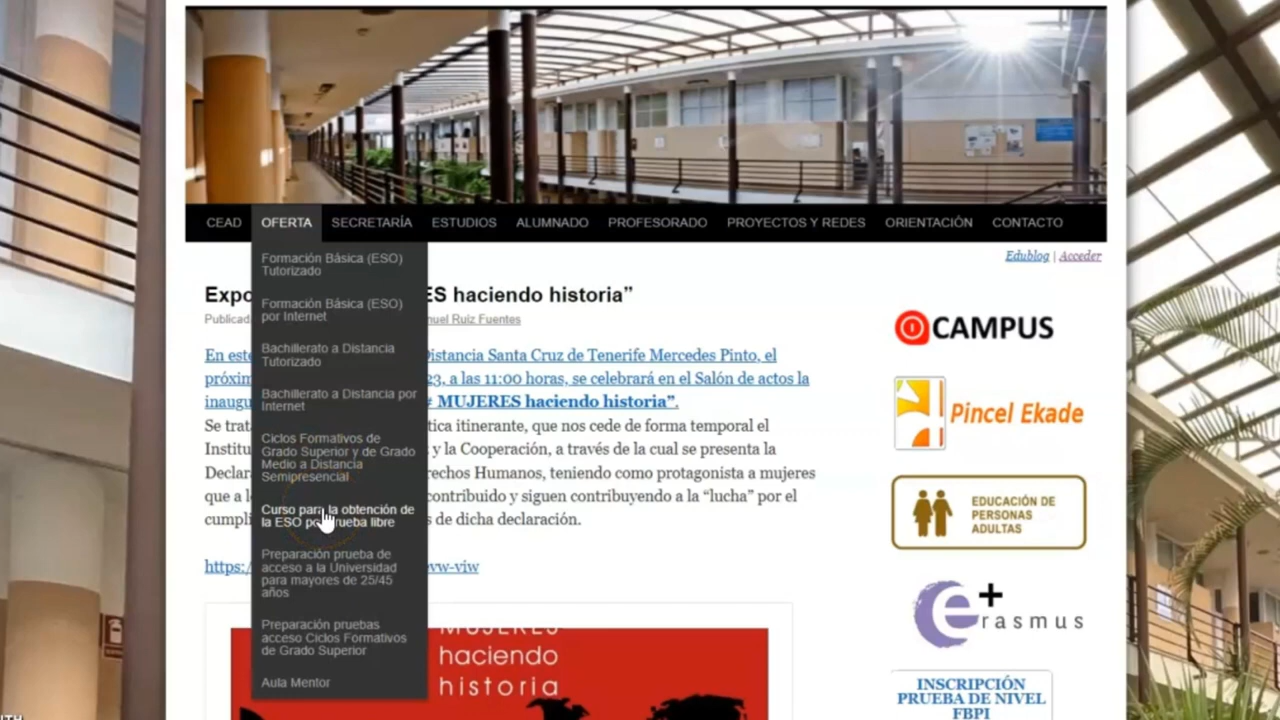 CEAD OFERTA SECRETARÍA ESTUDIOS ALUMNADO PROFESORADO PROYECTOS Y REDES ORIENTACIÓN CONTACTO
Edublog | Acceder
Formación Básica (ESO)
Tutorizado
Formación Básica (ESO)
por Internet
Bachillerato a Distancia
Tutorizado
Bachillerato a Distancia por
Internet
Ciclos Formativos de
Grado Superior y de Grado
Medio a Distancia
Semipresencial
Curso para la obtención de
la ESO por prueba libre
Preparación prueba de
acceso a la Universidad
para mayores de 25/45
años
Preparación pruebas
acceso Ciclos Formativos
de Grado Superior
Aula Mentor
Expo ES haciendo historia”
Publicad nuel Ruiz Fuentes
En este Distancia Santa Cruz de Tenerife Mercedes Pinto, el
próxim 23, a las 11:00 horas, se celebrará en el Salón de actos la
inaugu # MUJERES haciendo historia”.
Se trata tica itinerante, que nos cede de forma temporal el
Institu y la Cooperación, a través de la cual se presenta la
Declara rechos Humanos, teniendo como protagonista a mujeres
que a l contribuido y siguen contribuyendo a la “lucha” por el
cumpli s de dicha declaración.
https:/ vw-viw
MUJERES
haciendo
historia
CAMPUS
Pincel Ekade
EDUCACIÓN DE
PERSONAS
ADULTAS
e+rasmus
INSCRIPCIÓN
PRUEBA DE NIVEL
FBPI